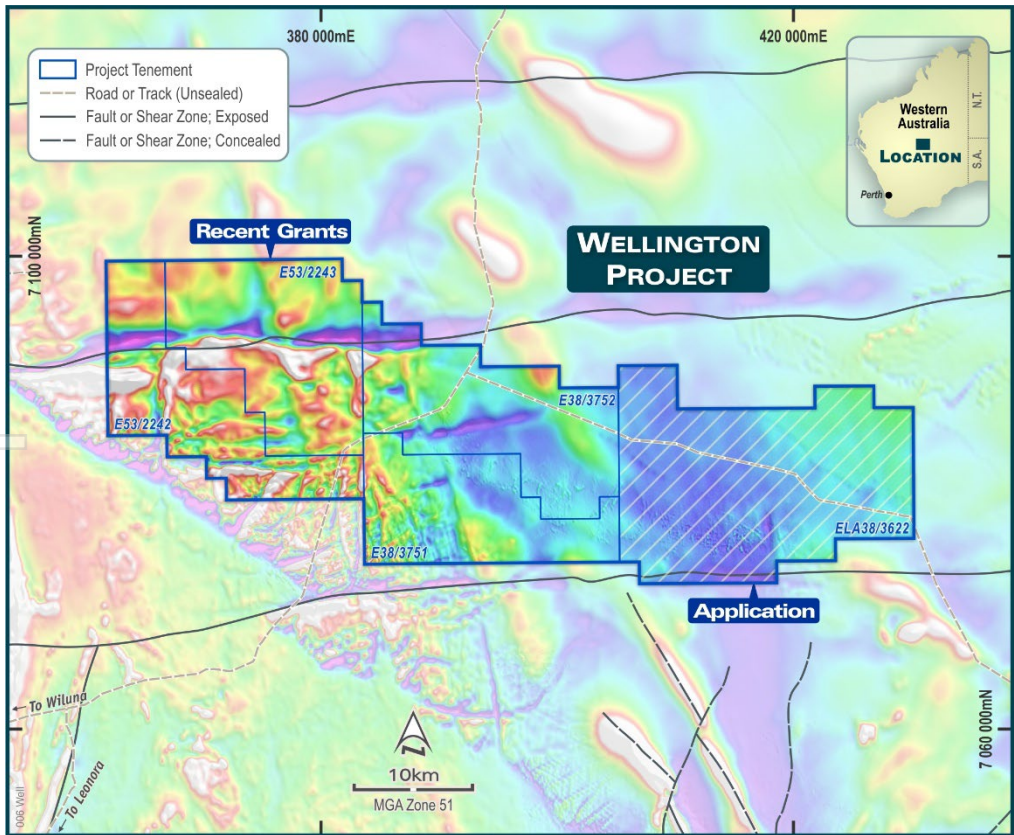 380 000mE
420 000mE
Project Tenement
Road or Track (Unsealed)
Fault or Shear Zone; Exposed
Fault or Shear Zone; Concealed
Western
Australia
LOCATION
Perth
N.T.
S.A.
7 100 000mN
Recent Grants
WELLINGTON
PROJECT
E53/2243
E53/2242
E38/3752
E38/3751
ELA38/3622
Application
To Wiluna
To Leonora
N
10km
MGA Zone 51
7 060 000mN
006 Well